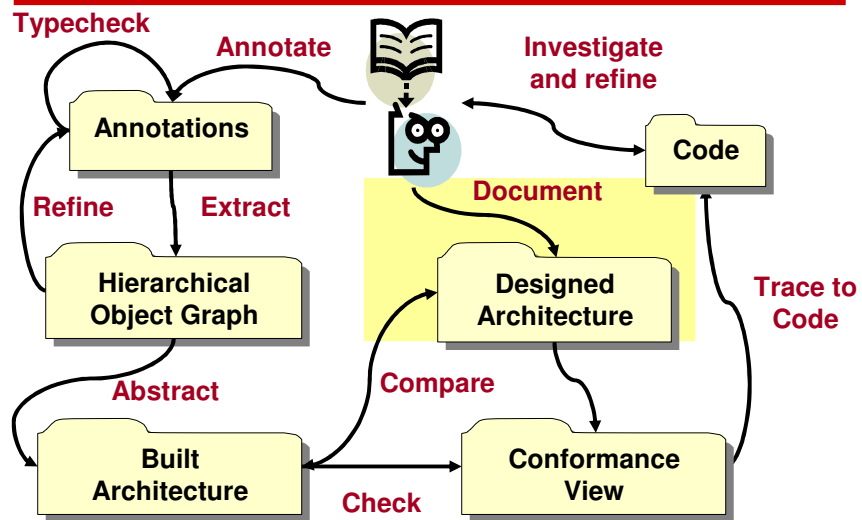 Typecheck
Annotate
Investigate
and refine
Annotations
Code
Refine
Extract
Document
Hierarchical
Object Graph
Designed
Architecture
Trace to
Code
Abstract
Compare
Built
Architecture
Check
Conformance
View